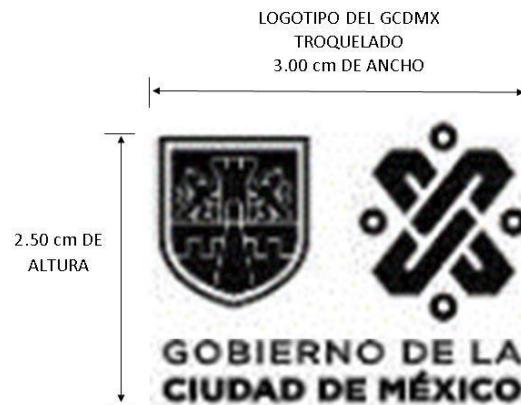 LOGOTIPO DEL GCDMX
TROQUELADO
3.00 cm DE ANCHO
2.50 cm DE
ALTURA
GOBIERNO DE LA
CIUDAD DE MÉXICO